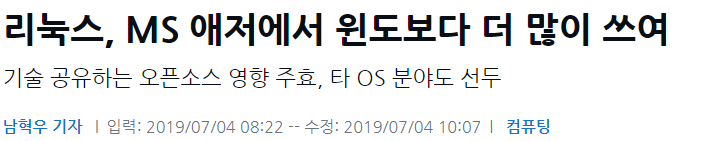 리눅스, MS 애저에서 윈도보다 더 많이 쓰여
기술 공유하는 오픈소스 영향 주효, 타 OS 분야도 선두
남혁우 기자 | 입력: 2019/07/04 08:22 -- 수정: 2019/07/04 10:07 | 컴퓨팅